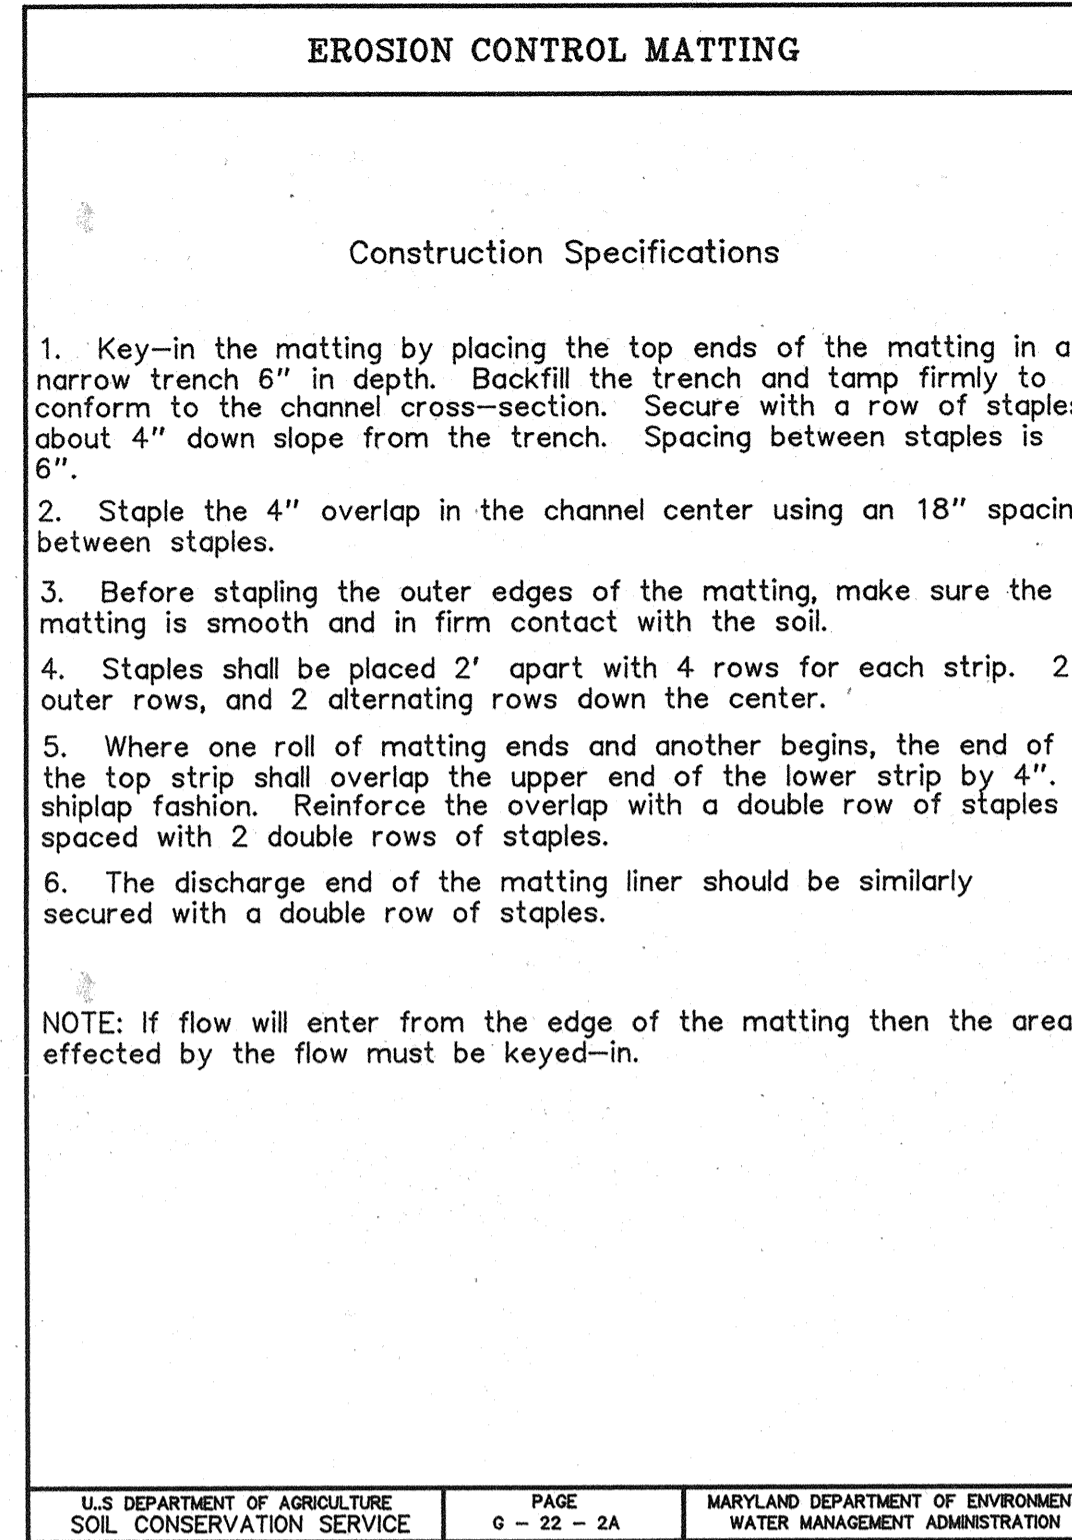 EROSION CONTROL MATTING
Construction Specifications
1. Key-in the matting by placing the top ends of the matting in a
narrow trench 6" in depth. Backfill the trench and tamp firmly to
conform to the channel cross-section. Secure with a row of staples
about 4" down slope from the trench. Spacing between staples is
6".
2. Staple the 4" overlap in the channel center using an 18" spacin
between staples.
3. Before stapling the outer edges of the matting, make sure the
matting is smooth and in firm contact with the soil.
4. Staples shall be placed 2' apart with 4 rows for each strip. 2
outer rows, and 2 alternating rows down the center.
5. Where one roll of matting ends and another begins, the end of
the top strip shall overlap the upper end of the lower strip by 4".
shiplap fashion. Reinforce the overlap with a double row of staples
spaced with 2 double rows of staples.
6. The discharge end of the matting liner should be similarly
secured with a double row of staples.
NOTE: If flow will enter from the edge of the matting then the area
effected by the flow must be keyed-in.
U..S DEPARTMENT OF AGRICULTURE
SOIL CONSERVATION SERVICE
PAGE
G - 22 - 2A
MARYLAND DEPARTMENT OF ENVIRONMEN
WATER MANAGEMENT ADMINISTRATION